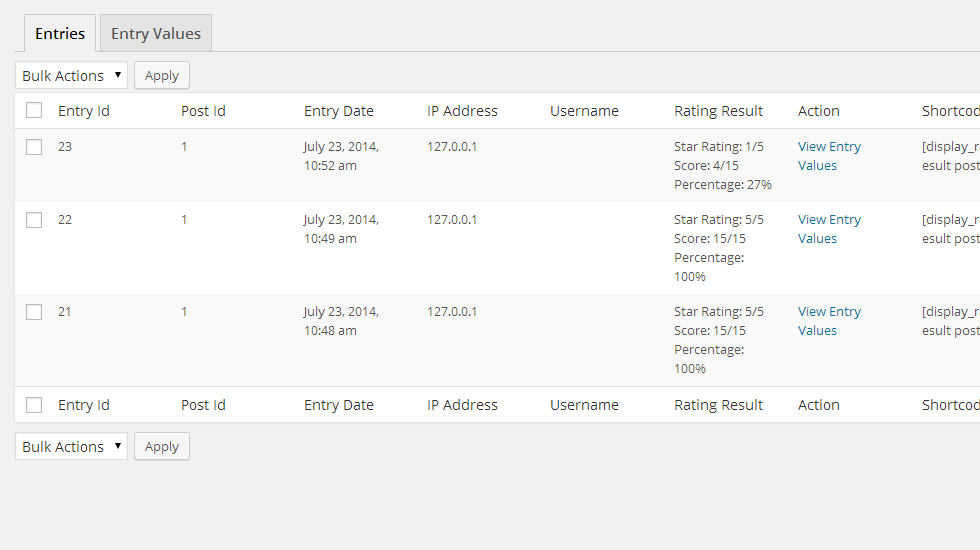 Entries Entry Values
Bulk Actions Apply
Entry Id Post Id Entry Date IP Address Username Rating Result Action Shortcod
23 1 July 23, 2014, 127.0.0.1 Star Rating: 1/5 View Entry [display_ra
10:52 am Score: 4/15 Values esult post
Percentage: 27%
22 1 July 23, 2014, 127.0.0.1 Star Rating: 5/5 View Entry [display_ra
10:49 am Score: 15/15 Values esult post
Percentage:
100%
21 1 July 23, 2014, 127.0.0.1 Star Rating: 5/5 View Entry [display_ra
10:48 am Score: 15/15 Values esult post
Percentage:
100%
Entry Id Post Id Entry Date IP Address Username Rating Result Action Shortcod
Bulk Actions Apply